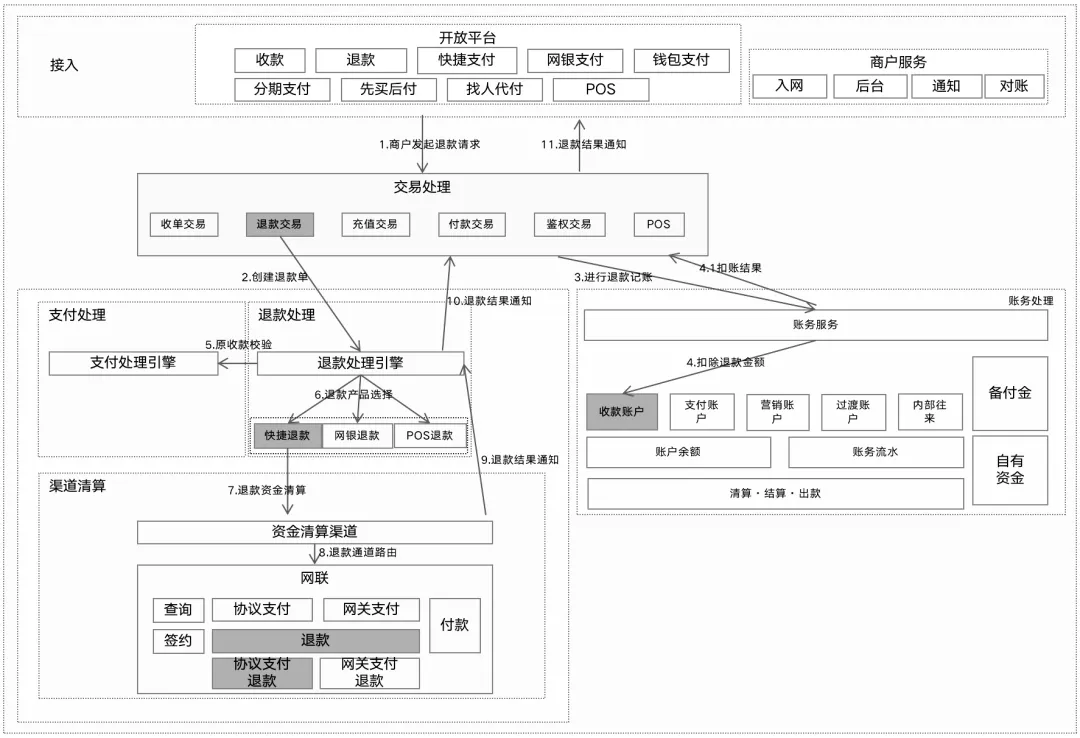 接入
开放平台
收款
退款
快捷支付
网银支付
钱包支付
分期支付
先买后付
找人代付
POS
商户服务
入网
后台
通知
对账
1.商户发起退款请求
11.退款结果通知
交易处理
收单交易
退款交易
充值交易
付款交易
鉴权交易
POS
2.创建退款单
10.退款结果通知
3.进行退款记账
4.1扣账结果
支付处理
退款处理
账务处理
账务服务
5.原收款校验
支付处理引擎
退款处理引擎
6.退款产品选择
4.扣除退款金额
快捷退款
网银退款
POS退款
收款账户
支付账
户
营销账
户
过渡账
户
内部往
来
备付金
账户余额
账务流水
自有
资金
清算·结算·出款
9.退款结果通知
渠道清算
7.退款资金清算
资金清算渠道
8.退款通道路由
网联
查询
协议支付
网关支付
付款
签约
退款
协议支付
退款
网关支付
退款